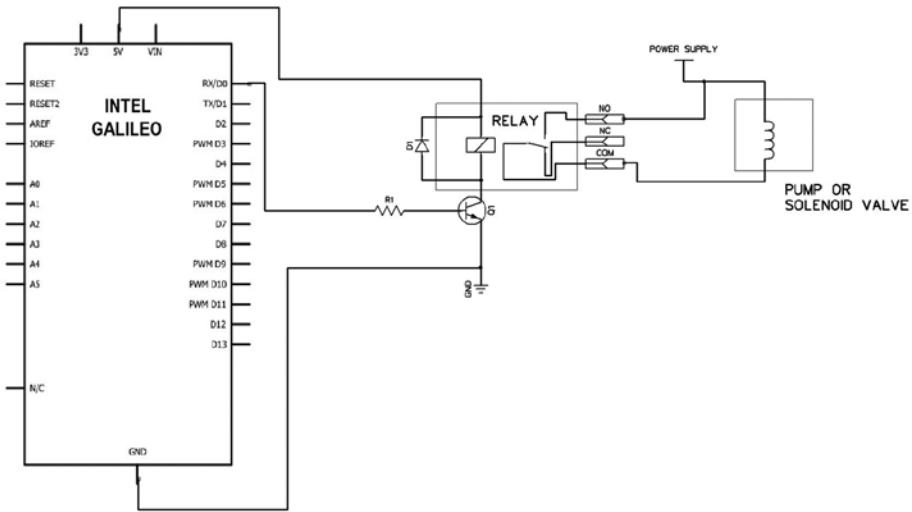 3V3
5V
VIN
RESET
RESET2
AREF
IOREF
A0
A1
A2
A3
A4
A5
N/C
INTEL
GALILEO
RX/D0
TX/D1
D2
PWM D3
D4
PWM D5
PWM D6
D7
D8
PWM D9
PWM D10
PWM D11
D12
D13
GND
R1
D1
Q1
GND
RELAY
NO
NC
COM
POWER SUPPLY
PUMP OR
SOLENOID VALVE